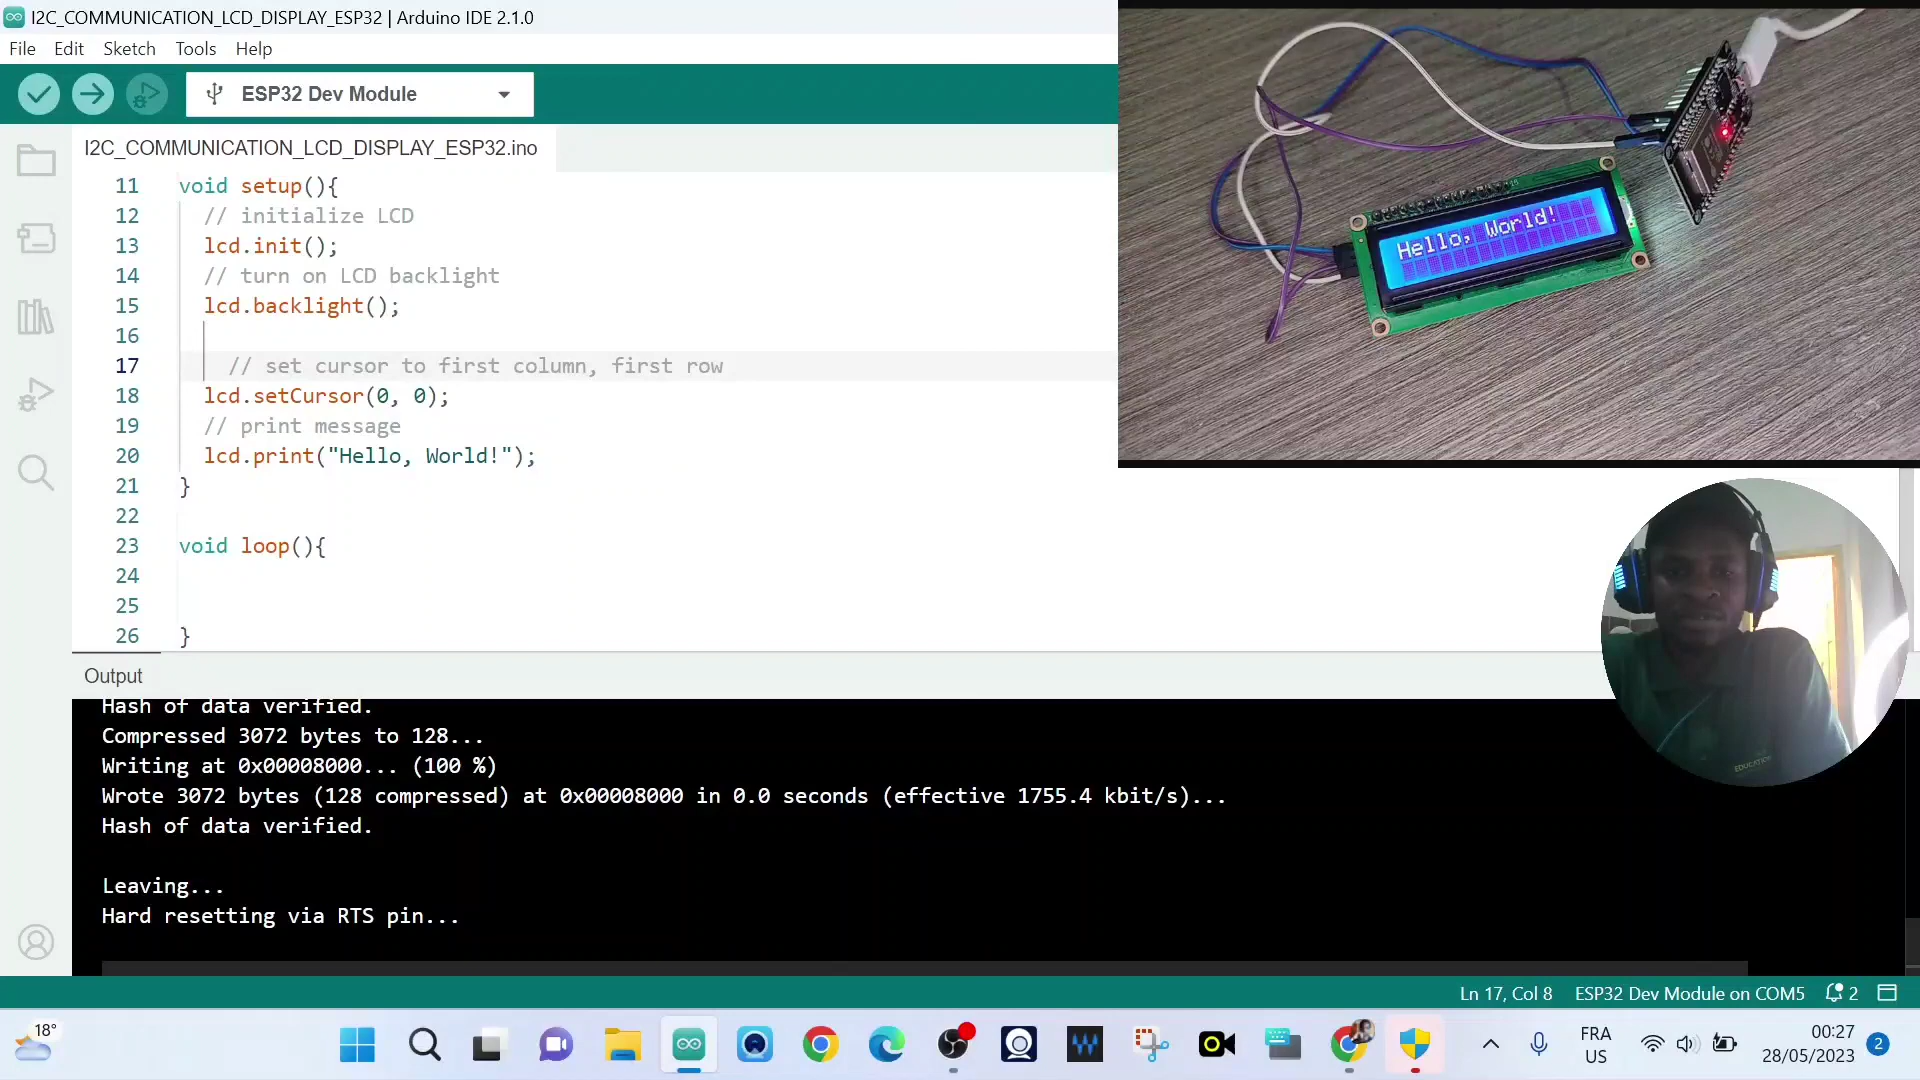 I2C_COMMUNICATION_LCD_DISPLAY_ESP32 | Arduino IDE 2.1.0
File Edit Sketch Tools Help
ESP32 Dev Module
I2C_COMMUNICATION_LCD_DISPLAY_ESP32.ino
11 void setup(){
12 // initialize LCD
13 lcd.init();
14 // turn on LCD backlight
15 lcd.backlight();
16
17 // set cursor to first column, first row
18 lcd.setCursor(0, 0);
19 // print message
20 lcd.print("Hello, World!");
21 }
22
23 void loop(){
24
25
26 }
Hello, World!
EDUCATION
Output
Hash of data verified.
Compressed 3072 bytes to 128...
Writing at 0x00008000... (100 %)
Wrote 3072 bytes (128 compressed) at 0x00008000 in 0.0 seconds (effective 1755.4 kbit/s)...
Hash of data verified.
Leaving...
Hard resetting via RTS pin...
Ln 17, Col 8 ESP32 Dev Module on COM5 2
18°
FRA
US
00:27
28/05/2023
2